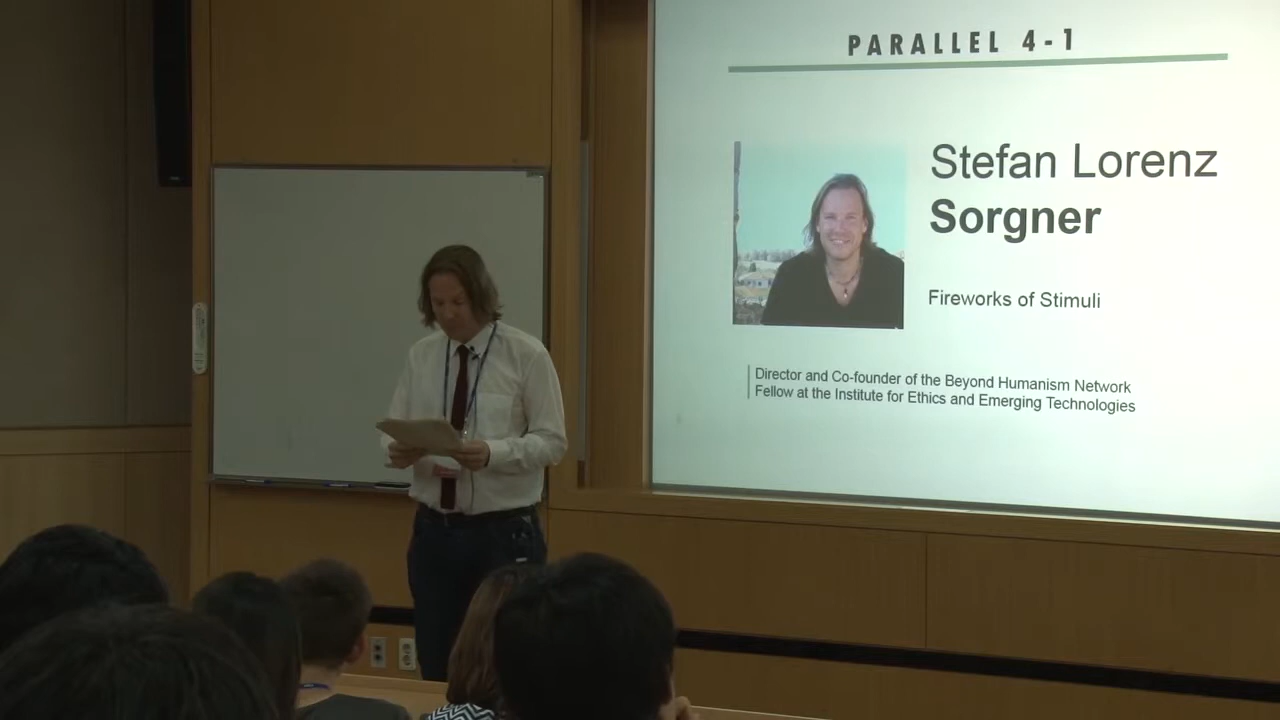 PARALLEL 4-1
Stefan Lorenz
Sorgner
Fireworks of Stimuli
Director and Co-founder of the Beyond Humanism Network
Fellow at the Institute for Ethics and Emerging Technologies